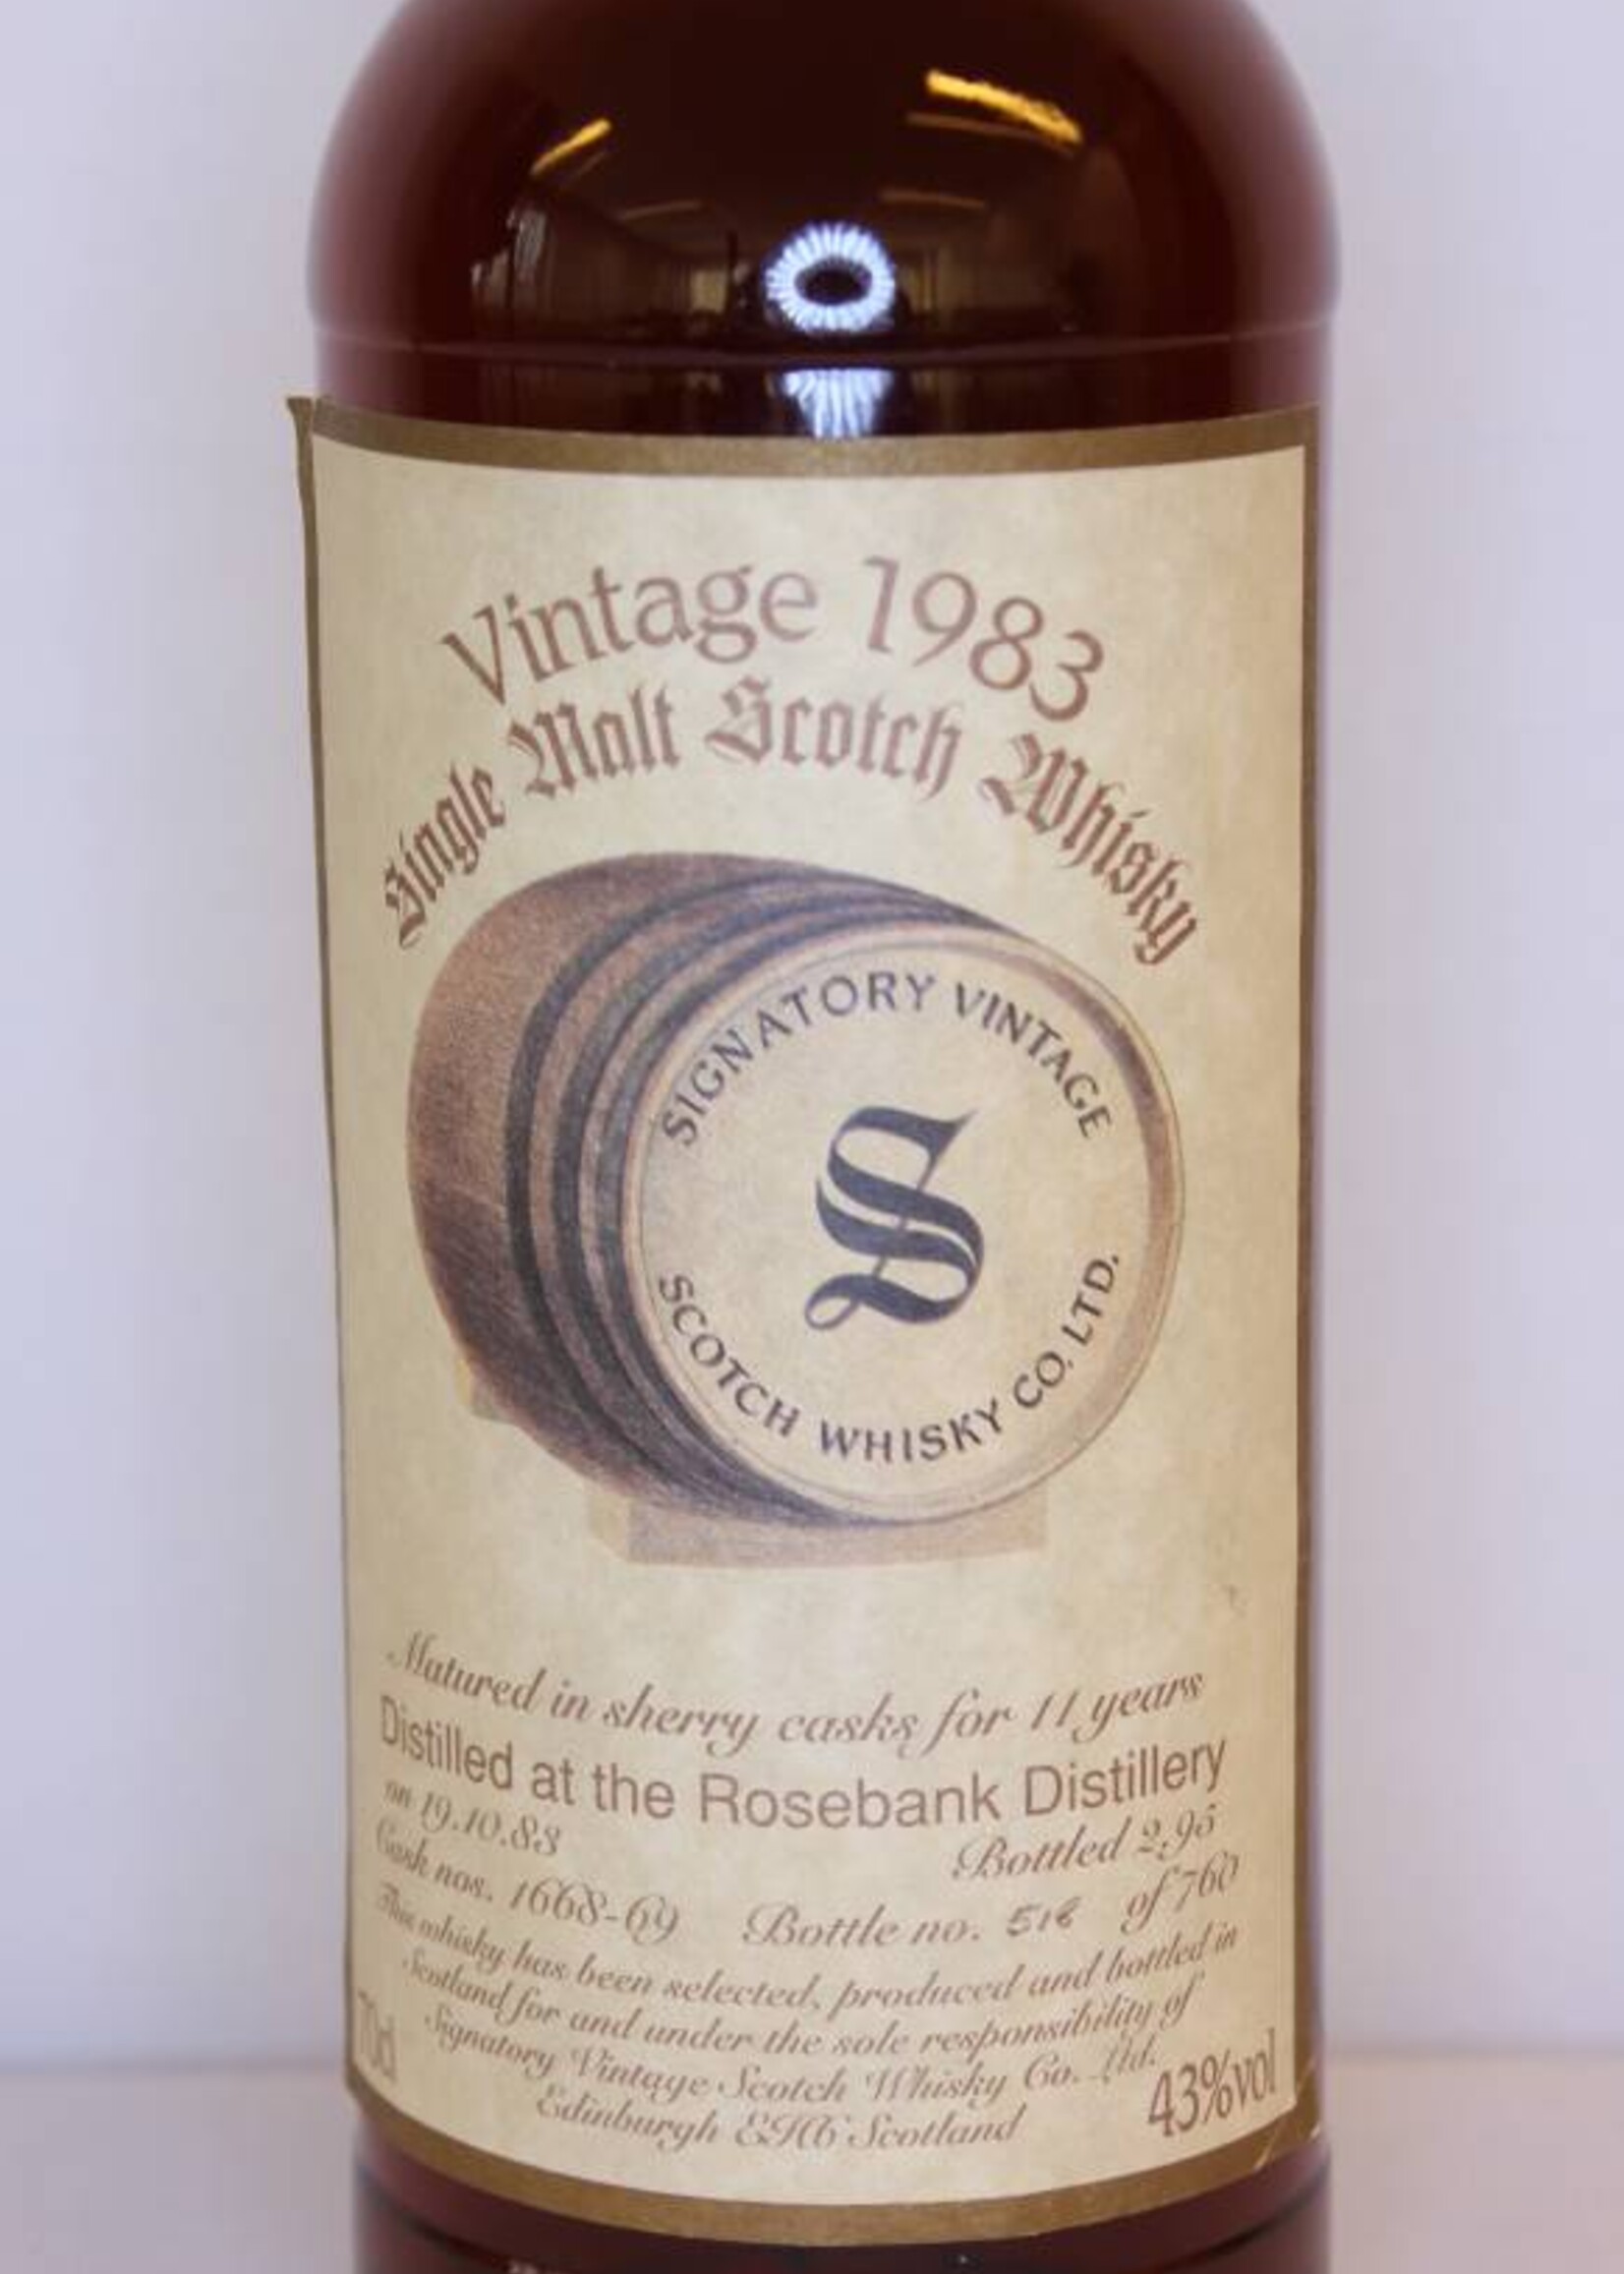 Vintage 1983
Single Malt Scotch Whisky
SIGNATORY VINTAGE
S
SCOTCH WHISKY CO. LTD.
Matured in sherry casks for 11 years
Distilled at the Rosebank Distillery
on 19.10.83
Bottled 2.95
Cask nos. 1668-69 Bottle no. 518 of 760
This whisky has been selected, produced and bottled in
Scotland for and under the sole responsibility of
Signatory Vintage Scotch Whisky Co. Ltd.
Edinburgh EH6 Scotland
70cl
43%vol